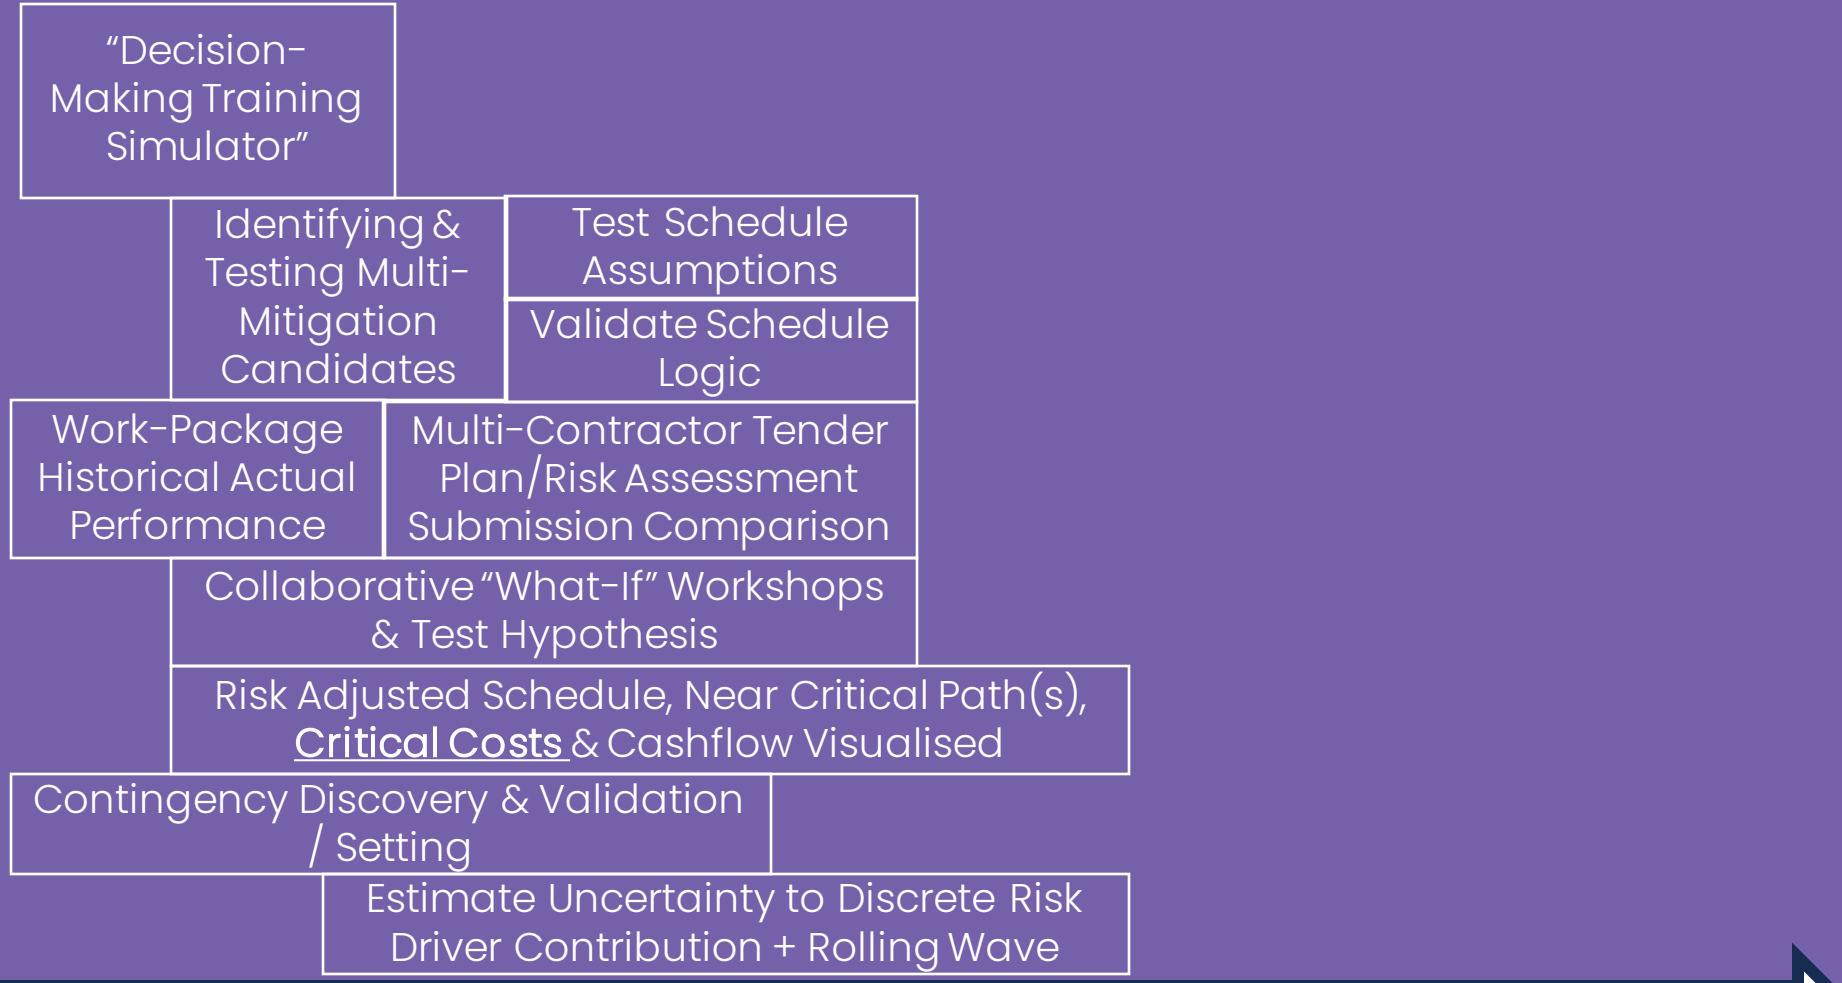 “Decision-
Making Training
Simulator”
Identifying &
Testing Multi-
Mitigation
Candidates
Test Schedule
Assumptions
Validate Schedule
Logic
Work-Package
Historical Actual
Performance
Multi-Contractor Tender
Plan/Risk Assessment
Submission Comparison
Collaborative “What-If” Workshops
& Test Hypothesis
Risk Adjusted Schedule, Near Critical Path(s),
Critical Costs & Cashflow Visualised
Contingency Discovery & Validation
/ Setting
Estimate Uncertainty to Discrete Risk
Driver Contribution + Rolling Wave